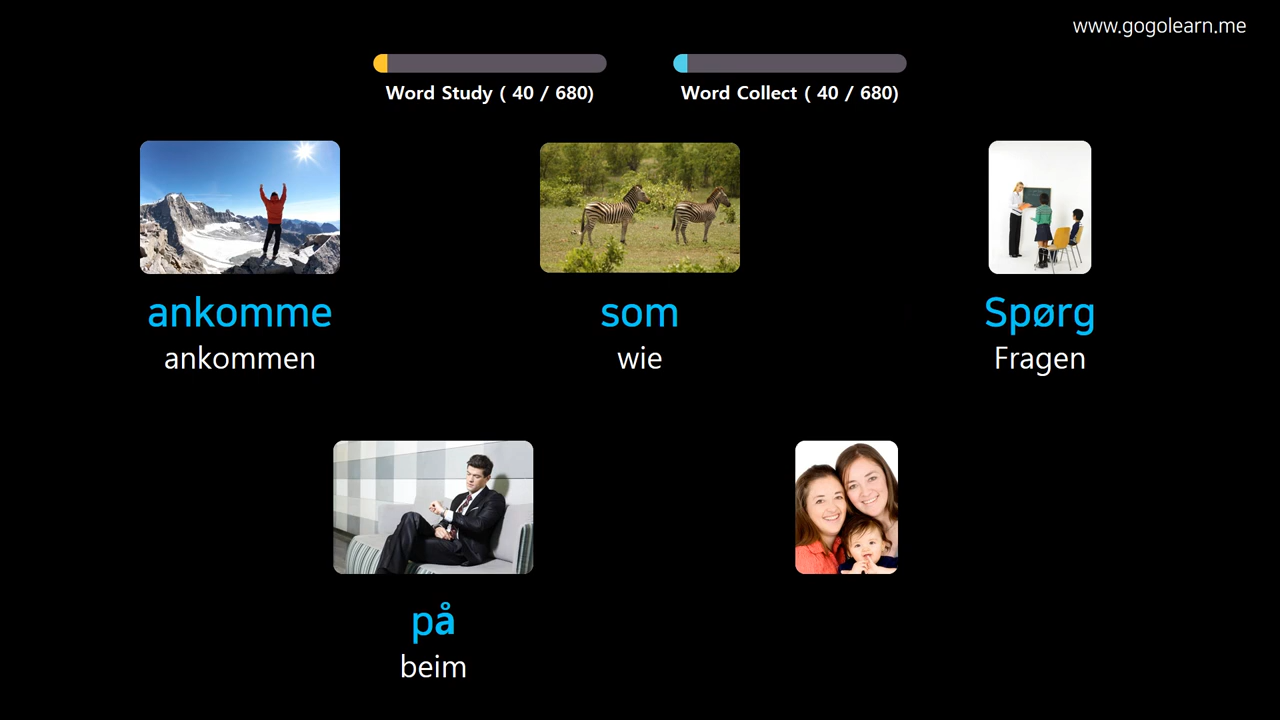 www.gogolearn.me
Word Study ( 40 / 680)
Word Collect ( 40 / 680)
ankomme
ankommen
som
wie
Spørg
Fragen
på
beim